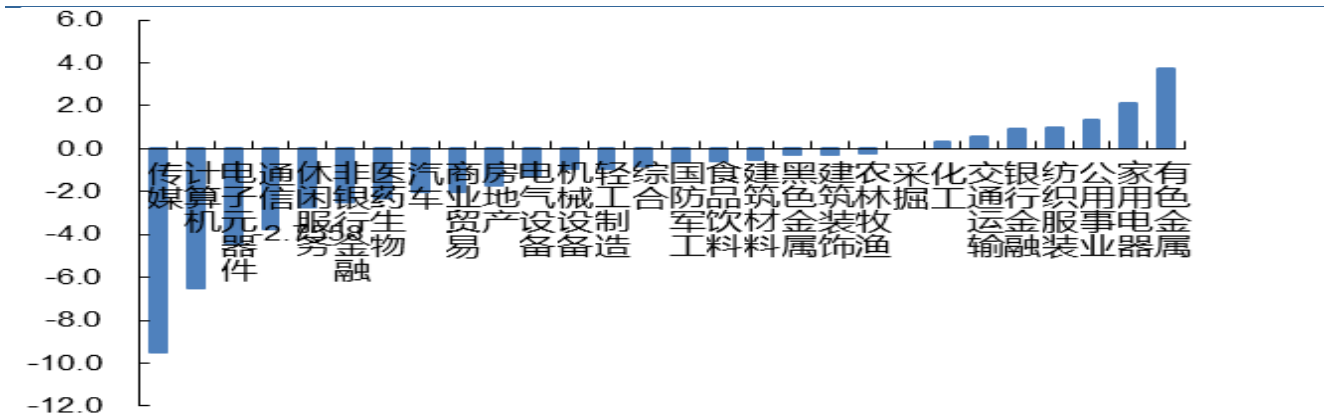 6.0
4.0
2.0
0.0
-2.0
-4.0
-6.0
-8.0
-10.0
-12.0
传媒
计算机
电子元器件
通信
休闲服务
非银行金融
医药生物
汽车
商业贸易
房地产
电气设备
机械设备
轻工制造
综合
国防军工
食品饮料
建筑材料
黑色金属
建筑装饰
农林牧渔
采掘
化工
交通运输
银行金融
纺织服装
公用事业
家用电器
有色金属